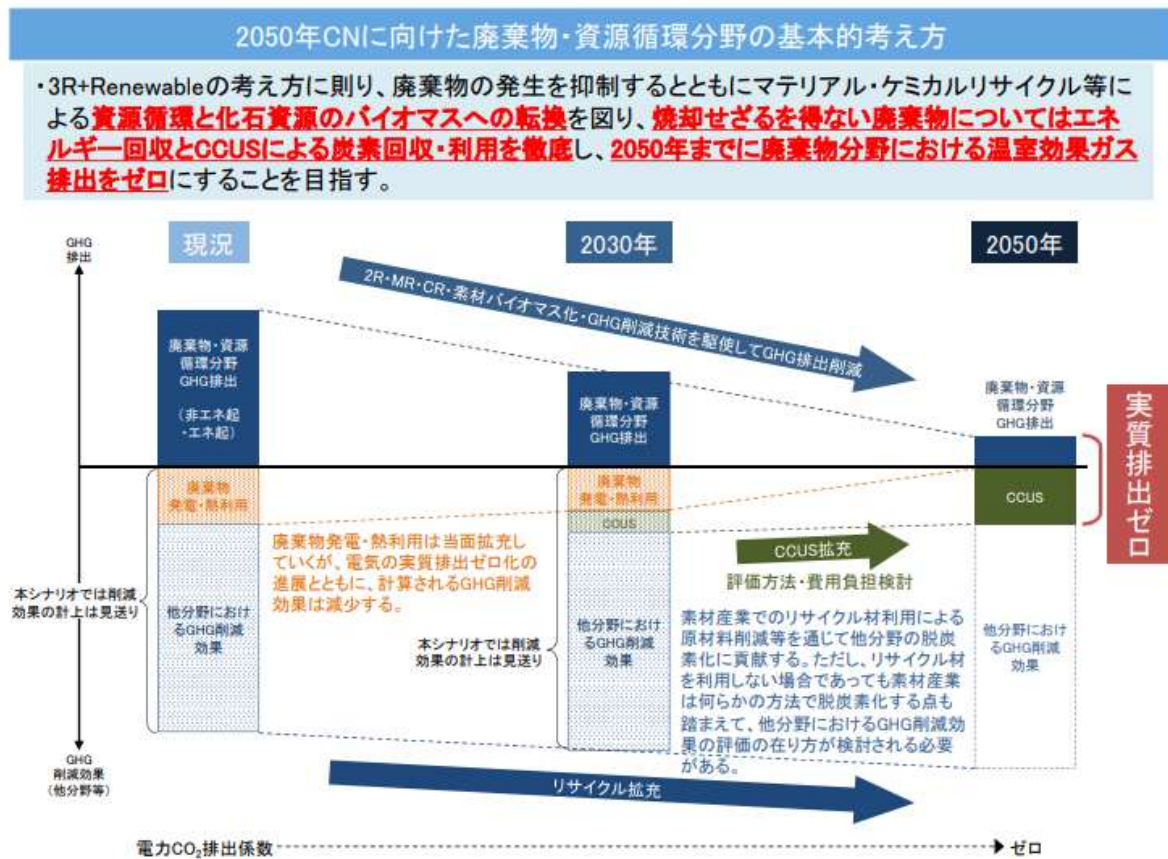 2050年CNに向けた廃棄物・資源循環分野の基本的考え方
・3R+Renewableの考え方に則り、廃棄物の発生を抑制するとともにマテリアル・ケミカルリサイクル等に
よる資源循環と化石資源のバイオマスへの転換を図り、焼却せざるを得ない廃棄物についてはエネ
ルギー回収とCCUSによる炭素回収・利用を徹底し、2050年までに廃棄物分野における温室効果ガス
排出をゼロにすることを目指す。
GHG
排出
現況
2030年
2050年
2R・MR・CR・素材バイオマス化・GHG削減技術を駆使してGHG排出削減
廃棄物・資源
循環分野
GHG排出
(非エネ起
・エネ起)
廃棄物・資源
循環分野
GHG排出
廃棄物・資源
循環分野
GHG排出
実質排出ゼロ
廃棄物
発電・熱利用
廃棄物
発電・熱利用
CCUS
CCUS
廃棄物発電・熱利用は当面拡充し
ていくが、電気の実質排出ゼロ化の
進展とともに、計算されるGHG削減
効果は減少する。
CCUS拡充
評価方法・費用負担検討
本シナリオでは削減
効果の計上は見送り
他分野におけ
るGHG削減
効果
本シナリオでは削減
効果の計上は見送り
他分野におけ
るGHG削減
効果
素材産業でのリサイクル材利用による
原材料削減等を通じて他分野の脱炭
素化に貢献する。ただし、リサイクル材
を利用しない場合であっても素材産業
は何らかの方法で脱炭素化する点も
踏まえて、他分野におけるGHG削減効
果の評価の在り方が検討される必要
がある。
他分野におけ
るGHG削減
効果
GHG
削減効果
(他分野等)
リサイクル拡充
電力CO₂排出係数
ゼロ